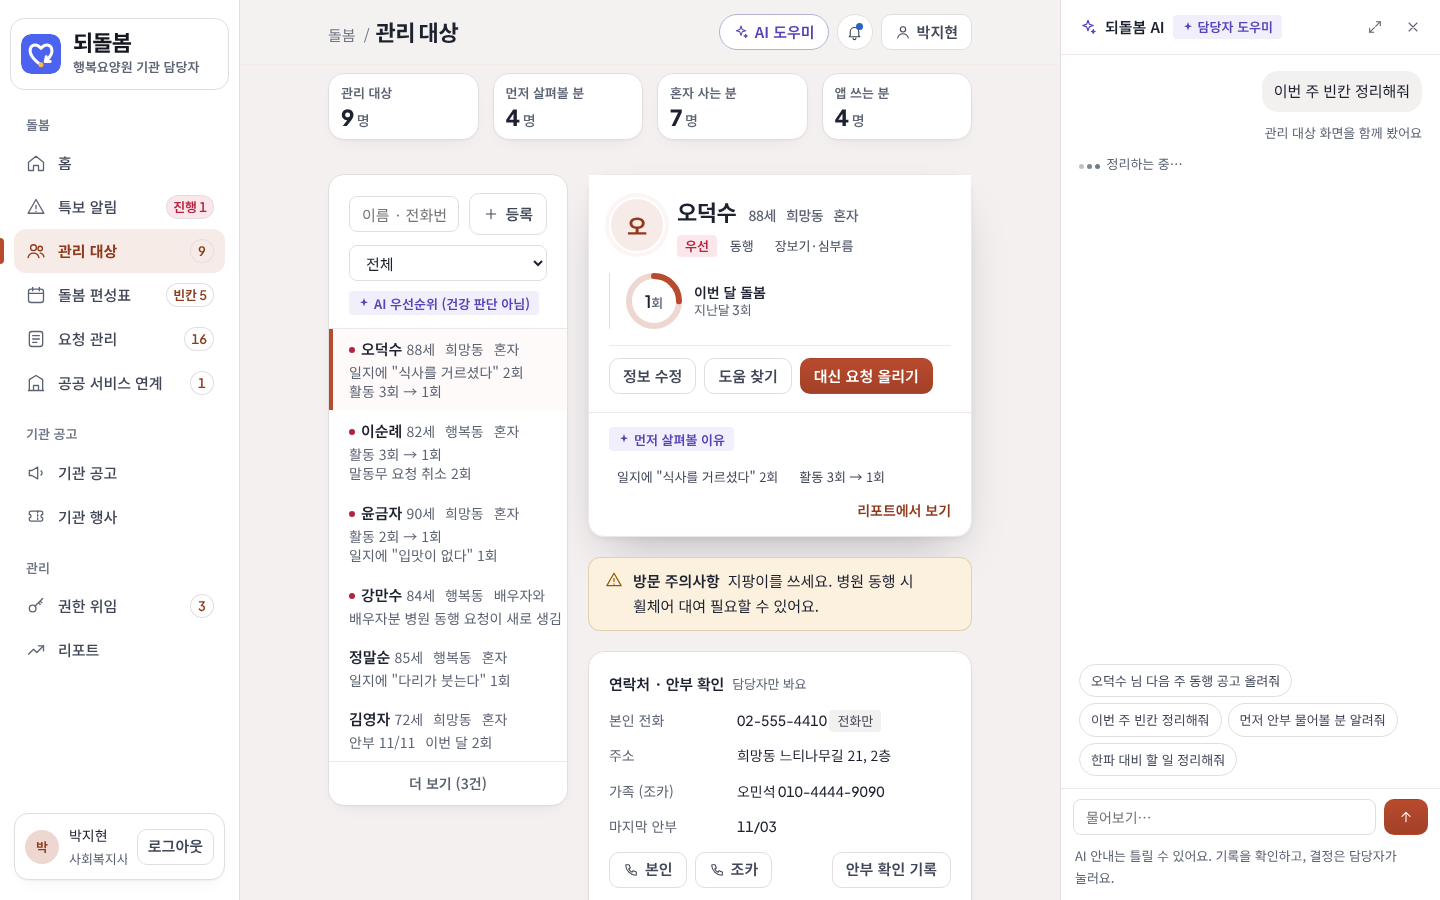 되돌봄
행복요양원 기관 담당자
돌봄
홈
특보 알림 진행 1
관리 대상 9
돌봄 편성표 빈칸 5
요청 관리 16
공공 서비스 연계 1
기관 공고
기관 공고
기관 행사
관리
권한 위임 3
리포트
박 박지현
사회복지사
로그아웃
돌봄 / 관리 대상
AI 도우미
박지현
관리 대상
9명
먼저 살펴볼 분
4명
혼자 사는 분
7명
앱 쓰는 분
4명
이름 · 전화번
등록
전체
AI 우선순위 (건강 판단 아님)
오덕수 88세 희망동 혼자
일지에 "식사를 거르셨다" 2회
활동 3회 → 1회
이순례 82세 행복동 혼자
활동 3회 → 1회
말동무 요청 취소 2회
윤금자 90세 희망동 혼자
활동 2회 → 1회
일지에 "입맛이 없다" 1회
강만수 84세 행복동 배우자와
배우자분 병원 동행 요청이 새로 생김
정말순 85세 행복동 혼자
일지에 "다리가 붓는다" 1회
김영자 72세 희망동 혼자
안부 11/11 이번 달 2회
더 보기 (3건)
오
오덕수 88세 희망동 혼자
우선 동행 장보기·심부름
1회
이번 달 돌봄
지난달 3회
정보 수정
도움 찾기
대신 요청 올리기
먼저 살펴볼 이유
일지에 "식사를 거르셨다" 2회 활동 3회 → 1회
리포트에서 보기
방문 주의사항 지팡이를 쓰세요. 병원 동행 시
휠체어 대여 필요할 수 있어요.
연락처 · 안부 확인 담당자만 봐요
본인 전화 02-555-4410 전화만
주소 희망동 느티나무길 21, 2층
가족 (조카) 오민석 010-4444-9090
마지막 안부 11/03
본인
조카
안부 확인 기록
되돌봄 AI 담당자 도우미
이번 주 빈칸 정리해줘
관리 대상 화면을 함께 봤어요
정리하는 중…
오덕수 님 다음 주 동행 공고 올려줘
이번 주 빈칸 정리해줘
먼저 안부 물어볼 분 알려줘
한파 대비 할 일 정리해줘
물어보기…
AI 안내는 틀릴 수 있어요. 기록을 확인하고, 결정은 담당자가
눌러요.